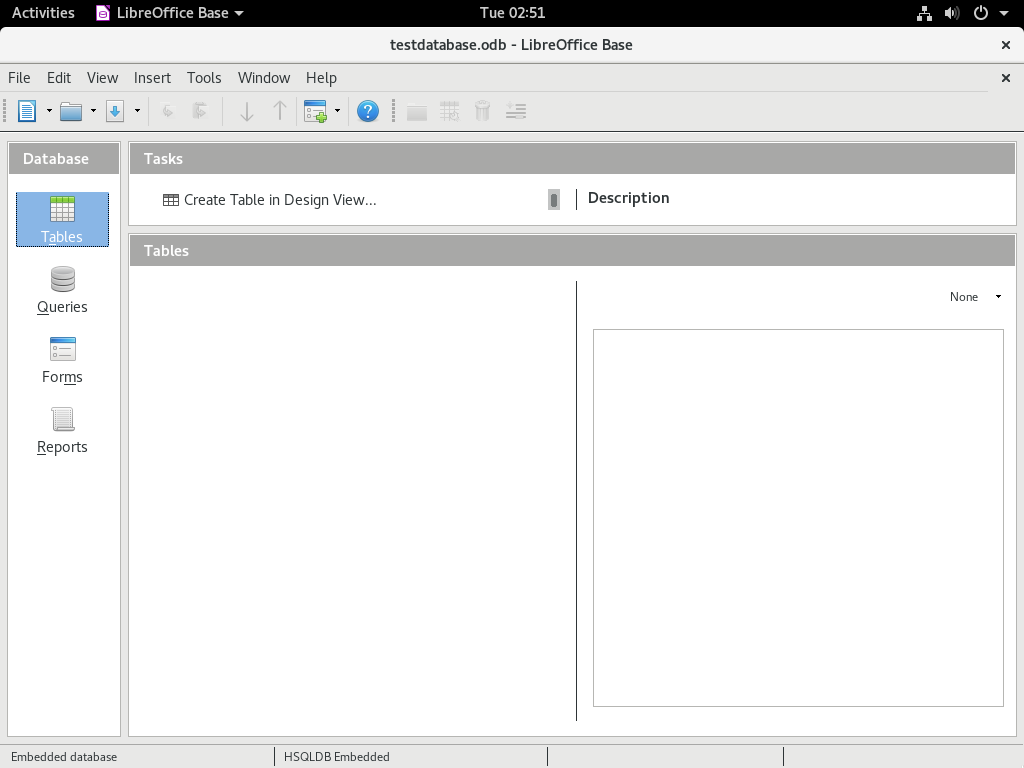 Activities LibreOffice Base Tue 02:51
testdatabase.odb - LibreOffice Base
File Edit View Insert Tools Window Help
Database
Tables
Queries
Forms
Reports
Tasks
Create Table in Design View...
Description
Tables
None
Embedded database HSQLDB Embedded